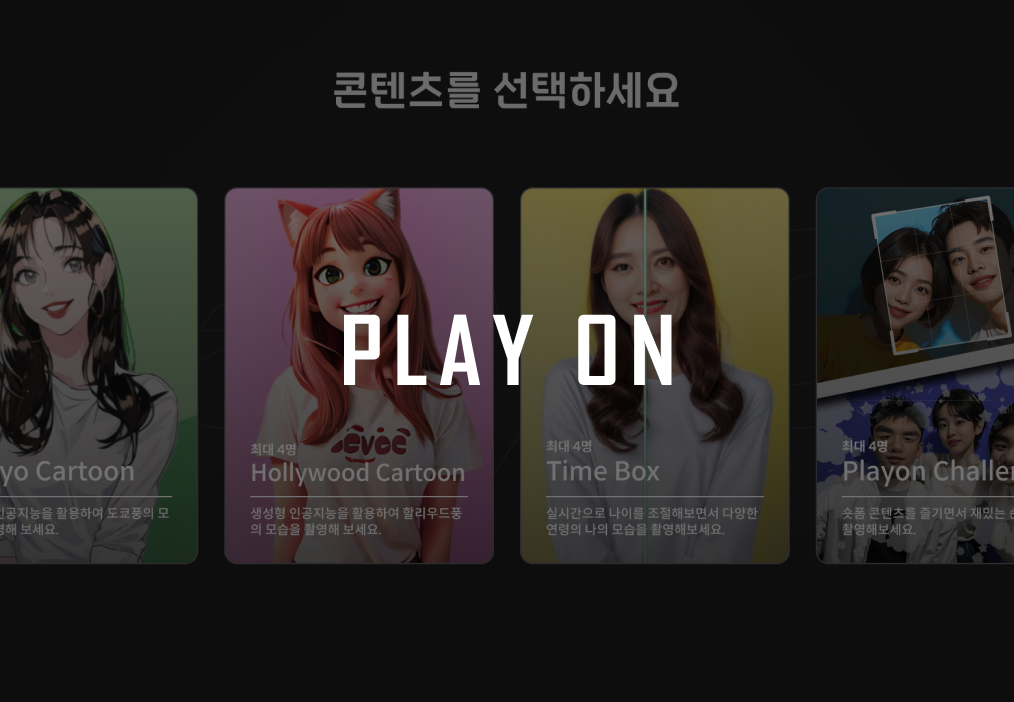 콘텐츠를 선택하세요
PLAY ON
yo Cartoon
인공지능을 활용하여 도쿄풍의 모
해 보세요.
최대 4명
Hollywood Cartoon
생성형 인공지능을 활용하여 할리우드풍
의 모습을 촬영해 보세요.
최대 4명
Time Box
실시간으로 나이를 조절해보면서 다양한
연령의 나의 모습을 촬영해보세요.
최대 4명
Playon Challen
숏폼 콘텐츠를 즐기면서 재밌는
촬영해보세요.